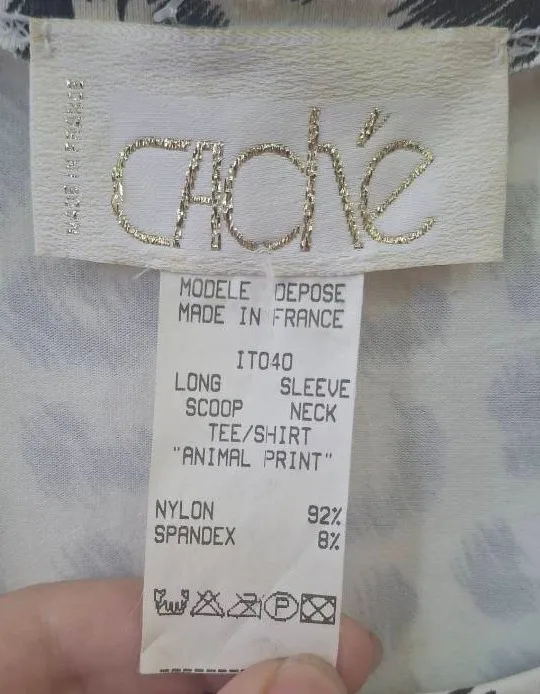 MADE IN FRANCE
CAché
MODELE DEPOSE
MADE IN FRANCE
IT040
LONG SLEEVE
SCOOP NECK
TEE/SHIRT
"ANIMAL PRINT"
NYLON 92%
SPANDEX 8%
P